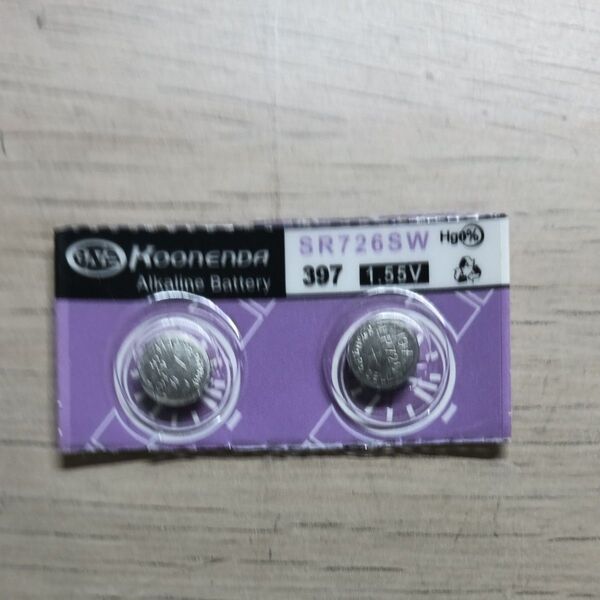 KOONENDA
Alkaline Battery
SR726SW
Hg0%
397 1.55V